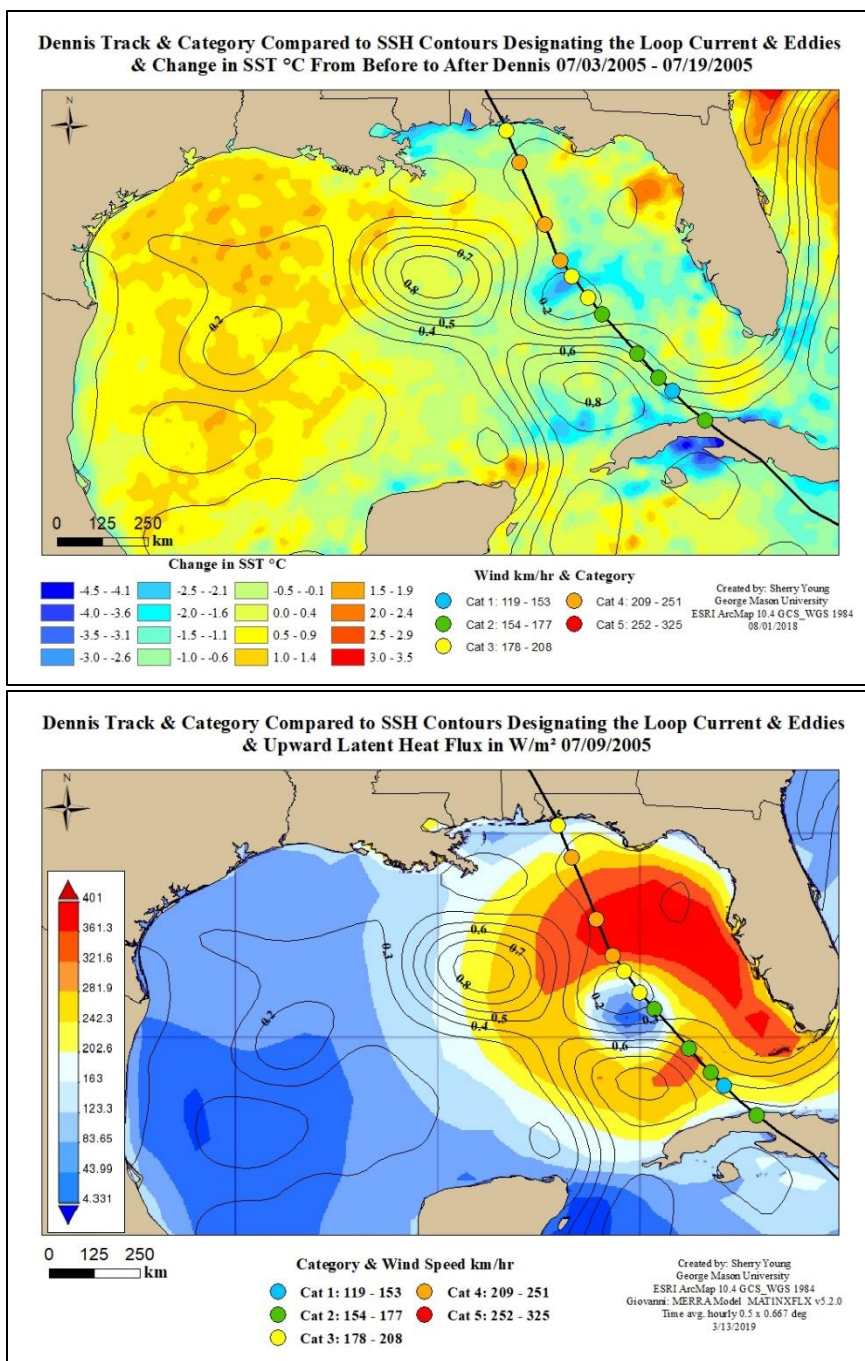 Dennis Track & Category Compared to SSH Contours Designating the Loop Current & Eddies
& Change in SST °C From Before to After Dennis 07/03/2005 - 07/19/2005
N
0.7
0.8
0.5
0.4
0.2
0.2
0.6
0.8
0 125 250
km
Change in SST °C
-4.5 - -4.1
-4.0 - -3.6
-3.5 - -3.1
-3.0 - -2.6
-2.5 - -2.1
-2.0 - -1.6
-1.5 - -1.1
-1.0 - -0.6
-0.5 - -0.1
0.0 - 0.4
0.5 - 0.9
1.0 - 1.4
1.5 - 1.9
2.0 - 2.4
2.5 - 2.9
3.0 - 3.5
Wind km/hr & Category
Cat 1: 119 - 153
Cat 2: 154 - 177
Cat 3: 178 - 208
Cat 4: 209 - 251
Cat 5: 252 - 325
Created by: Sherry Young
George Mason University
ESRI ArcMap 10.4 GCS_WGS 1984
08/01/2018
Dennis Track & Category Compared to SSH Contours Designating the Loop Current & Eddies
& Upward Latent Heat Flux in W/m² 07/09/2005
N
401
361.3
321.6
281.9
242.3
202.6
163
123.3
83.65
43.99
4.331
0.6
0.3
0.7
0.8
0.5
0.4
0.2
0.2
0.3
0.6
0 125 250
km
Category & Wind Speed km/hr
Cat 1: 119 - 153
Cat 2: 154 - 177
Cat 3: 178 - 208
Cat 4: 209 - 251
Cat 5: 252 - 325
Created by: Sherry Young
George Mason University
ESRI ArcMap 10.4 GCS_WGS 1984
Giovanni: MERRA Model MAT1NXFLX v5.2.0
Time avg. hourly 0.5 x 0.667 deg
3/13/2019